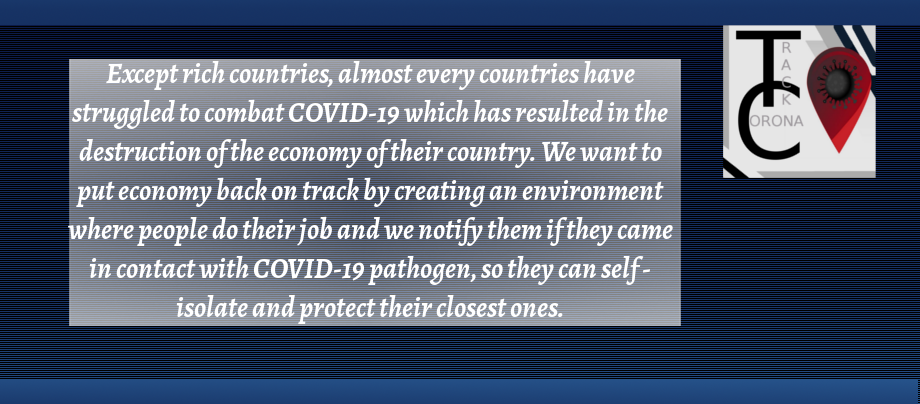 Except rich countries, almost every countries have
struggled to combat COVID-19 which has resulted in the
destruction of the economy of their country. We want to
put economy back on track by creating an environment
where people do their job and we notify them if they came
in contact with COVID-19 pathogen, so they can self-
isolate and protect their closest ones.
TRACK
CORONA